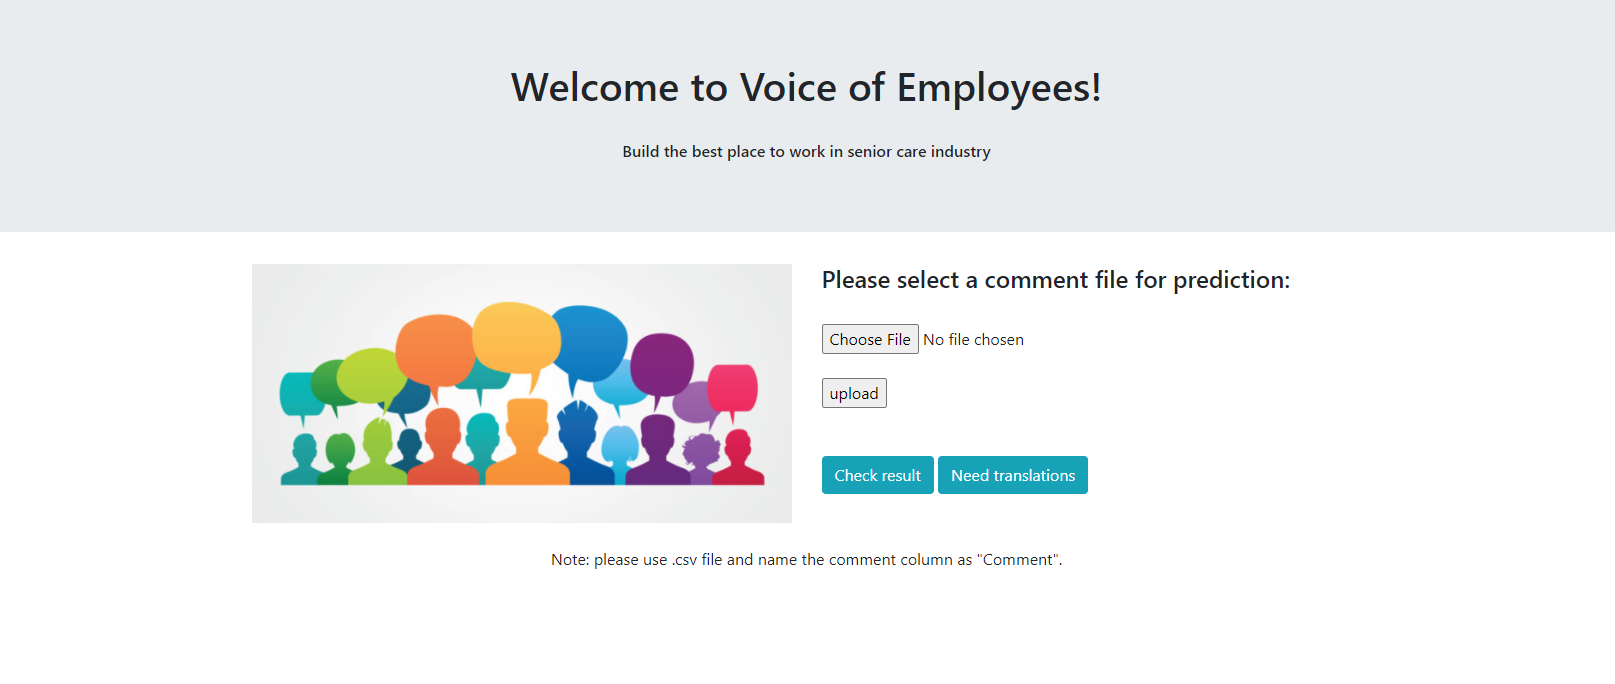 Welcome to Voice of Employees!
Build the best place to work in senior care industry
Please select a comment file for prediction:
Choose File No file chosen
upload
Check result Need translations
Note: please use .csv file and name the comment column as "Comment".